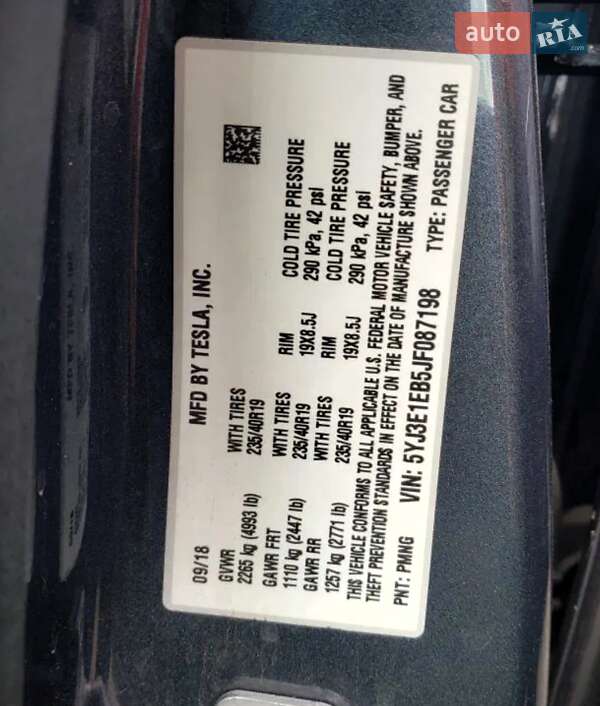 auto RIA.com
MFD BY TESLA, INC.
09/18
GVWR WITH TIRES RIM COLD TIRE PRESSURE
2265 kg (4993 lb) 235/40R19 19X8.5J 290 kPa, 42 psi
GAWR FRT WITH TIRES RIM COLD TIRE PRESSURE
1110 kg (2447 lb) 235/40R19 19X8.5J 290 kPa, 42 psi
GAWR RR WITH TIRES
1257 kg (2771 lb) 235/40R19
THIS VEHICLE CONFORMS TO ALL APPLICABLE U.S. FEDERAL MOTOR VEHICLE SAFETY, BUMPER, AND
THEFT PREVENTION STANDARDS IN EFFECT ON THE DATE OF MANUFACTURE SHOWN ABOVE.
PNT: PMNG VIN: 5YJ3E1EB5JF087198 TYPE: PASSENGER CAR